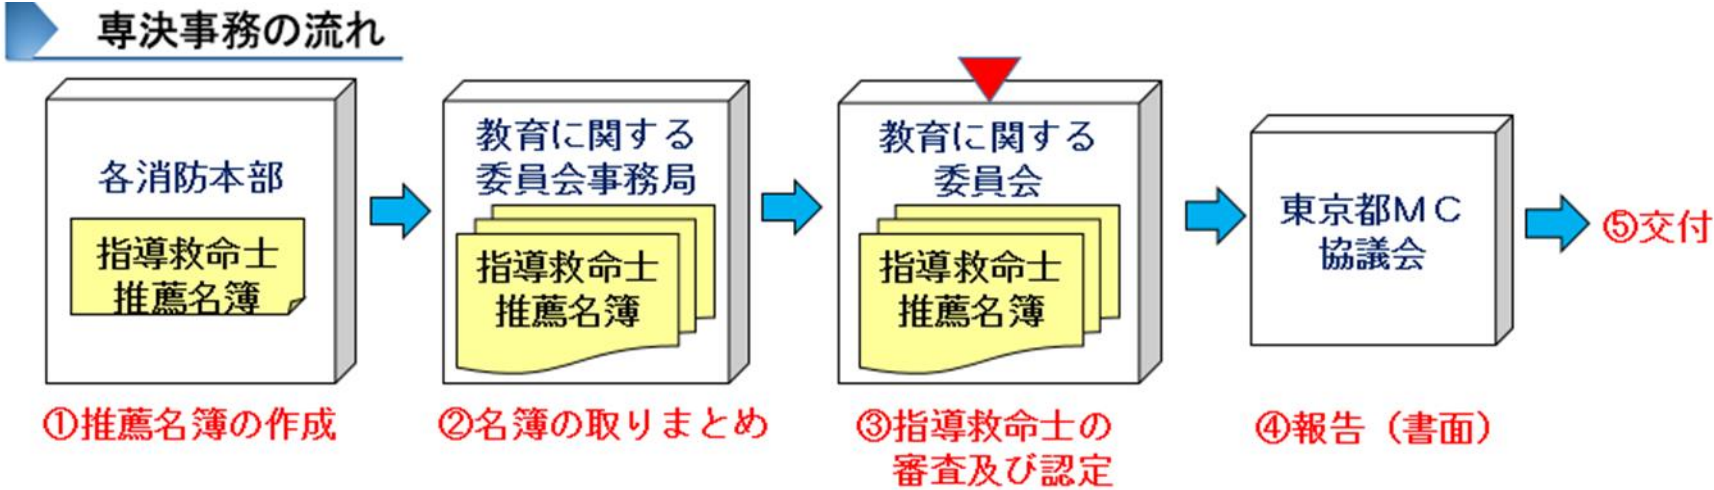 専決事務の流れ
各消防本部
指導救命士
推薦名簿
①推薦名簿の作成
教育に関する
委員会事務局
指導救命士
推薦名簿
②名簿の取りまとめ
教育に関する
委員会
指導救命士
推薦名簿
③指導救命士の
審査及び認定
東京都ＭＣ
協議会
④報告（書面）
⑤交付